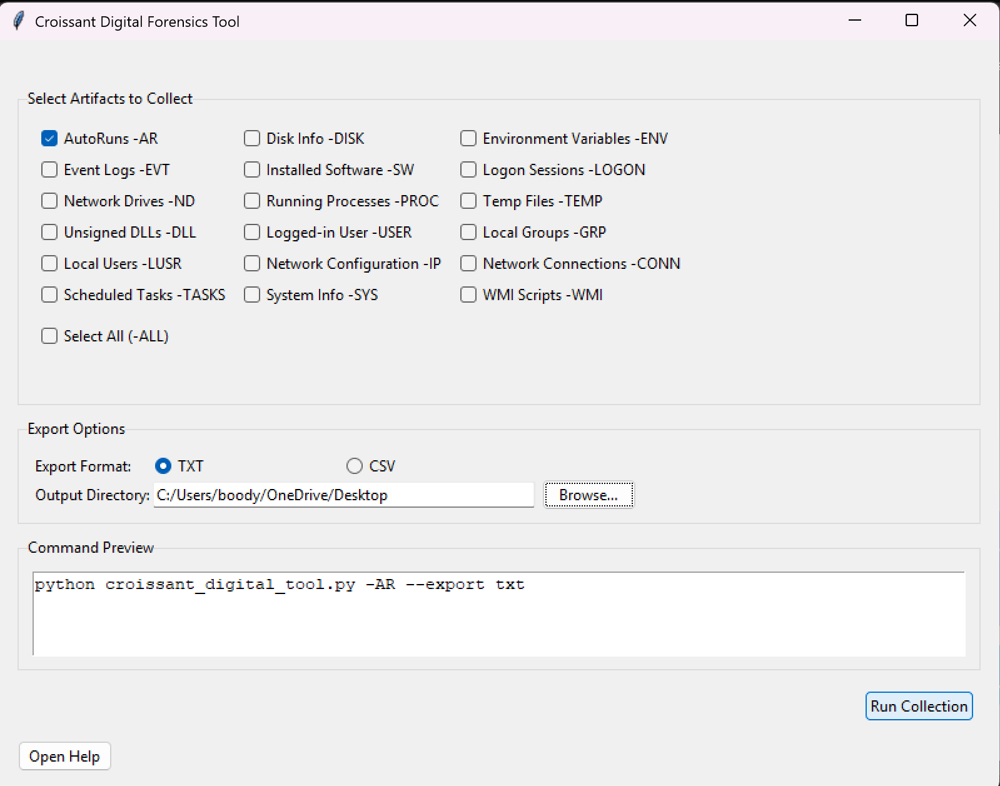 Croissant Digital Forensics Tool
Select Artifacts to Collect
AutoRuns -AR Disk Info -DISK Environment Variables -ENV
Event Logs -EVT Installed Software -SW Logon Sessions -LOGON
Network Drives -ND Running Processes -PROC Temp Files -TEMP
Unsigned DLLs -DLL Logged-in User -USER Local Groups -GRP
Local Users -LUSR Network Configuration -IP Network Connections -CONN
Scheduled Tasks -TASKS System Info -SYS WMI Scripts -WMI
Select All (-ALL)
Export Options
Export Format: TXT CSV
Output Directory: C:/Users/boody/OneDrive/Desktop Browse...
Command Preview
python croissant_digital_tool.py -AR --export txt
Run Collection
Open Help